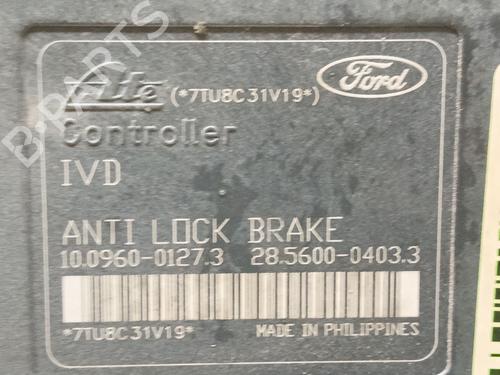 B-PARTS
Ate (*7TU8C31V19*) Ford
Controller
IVD
ANTI LOCK BRAKE
10.0960-0127.3 28.5600-0403.3
*7TU8C31V19* MADE IN PHILIPPINES